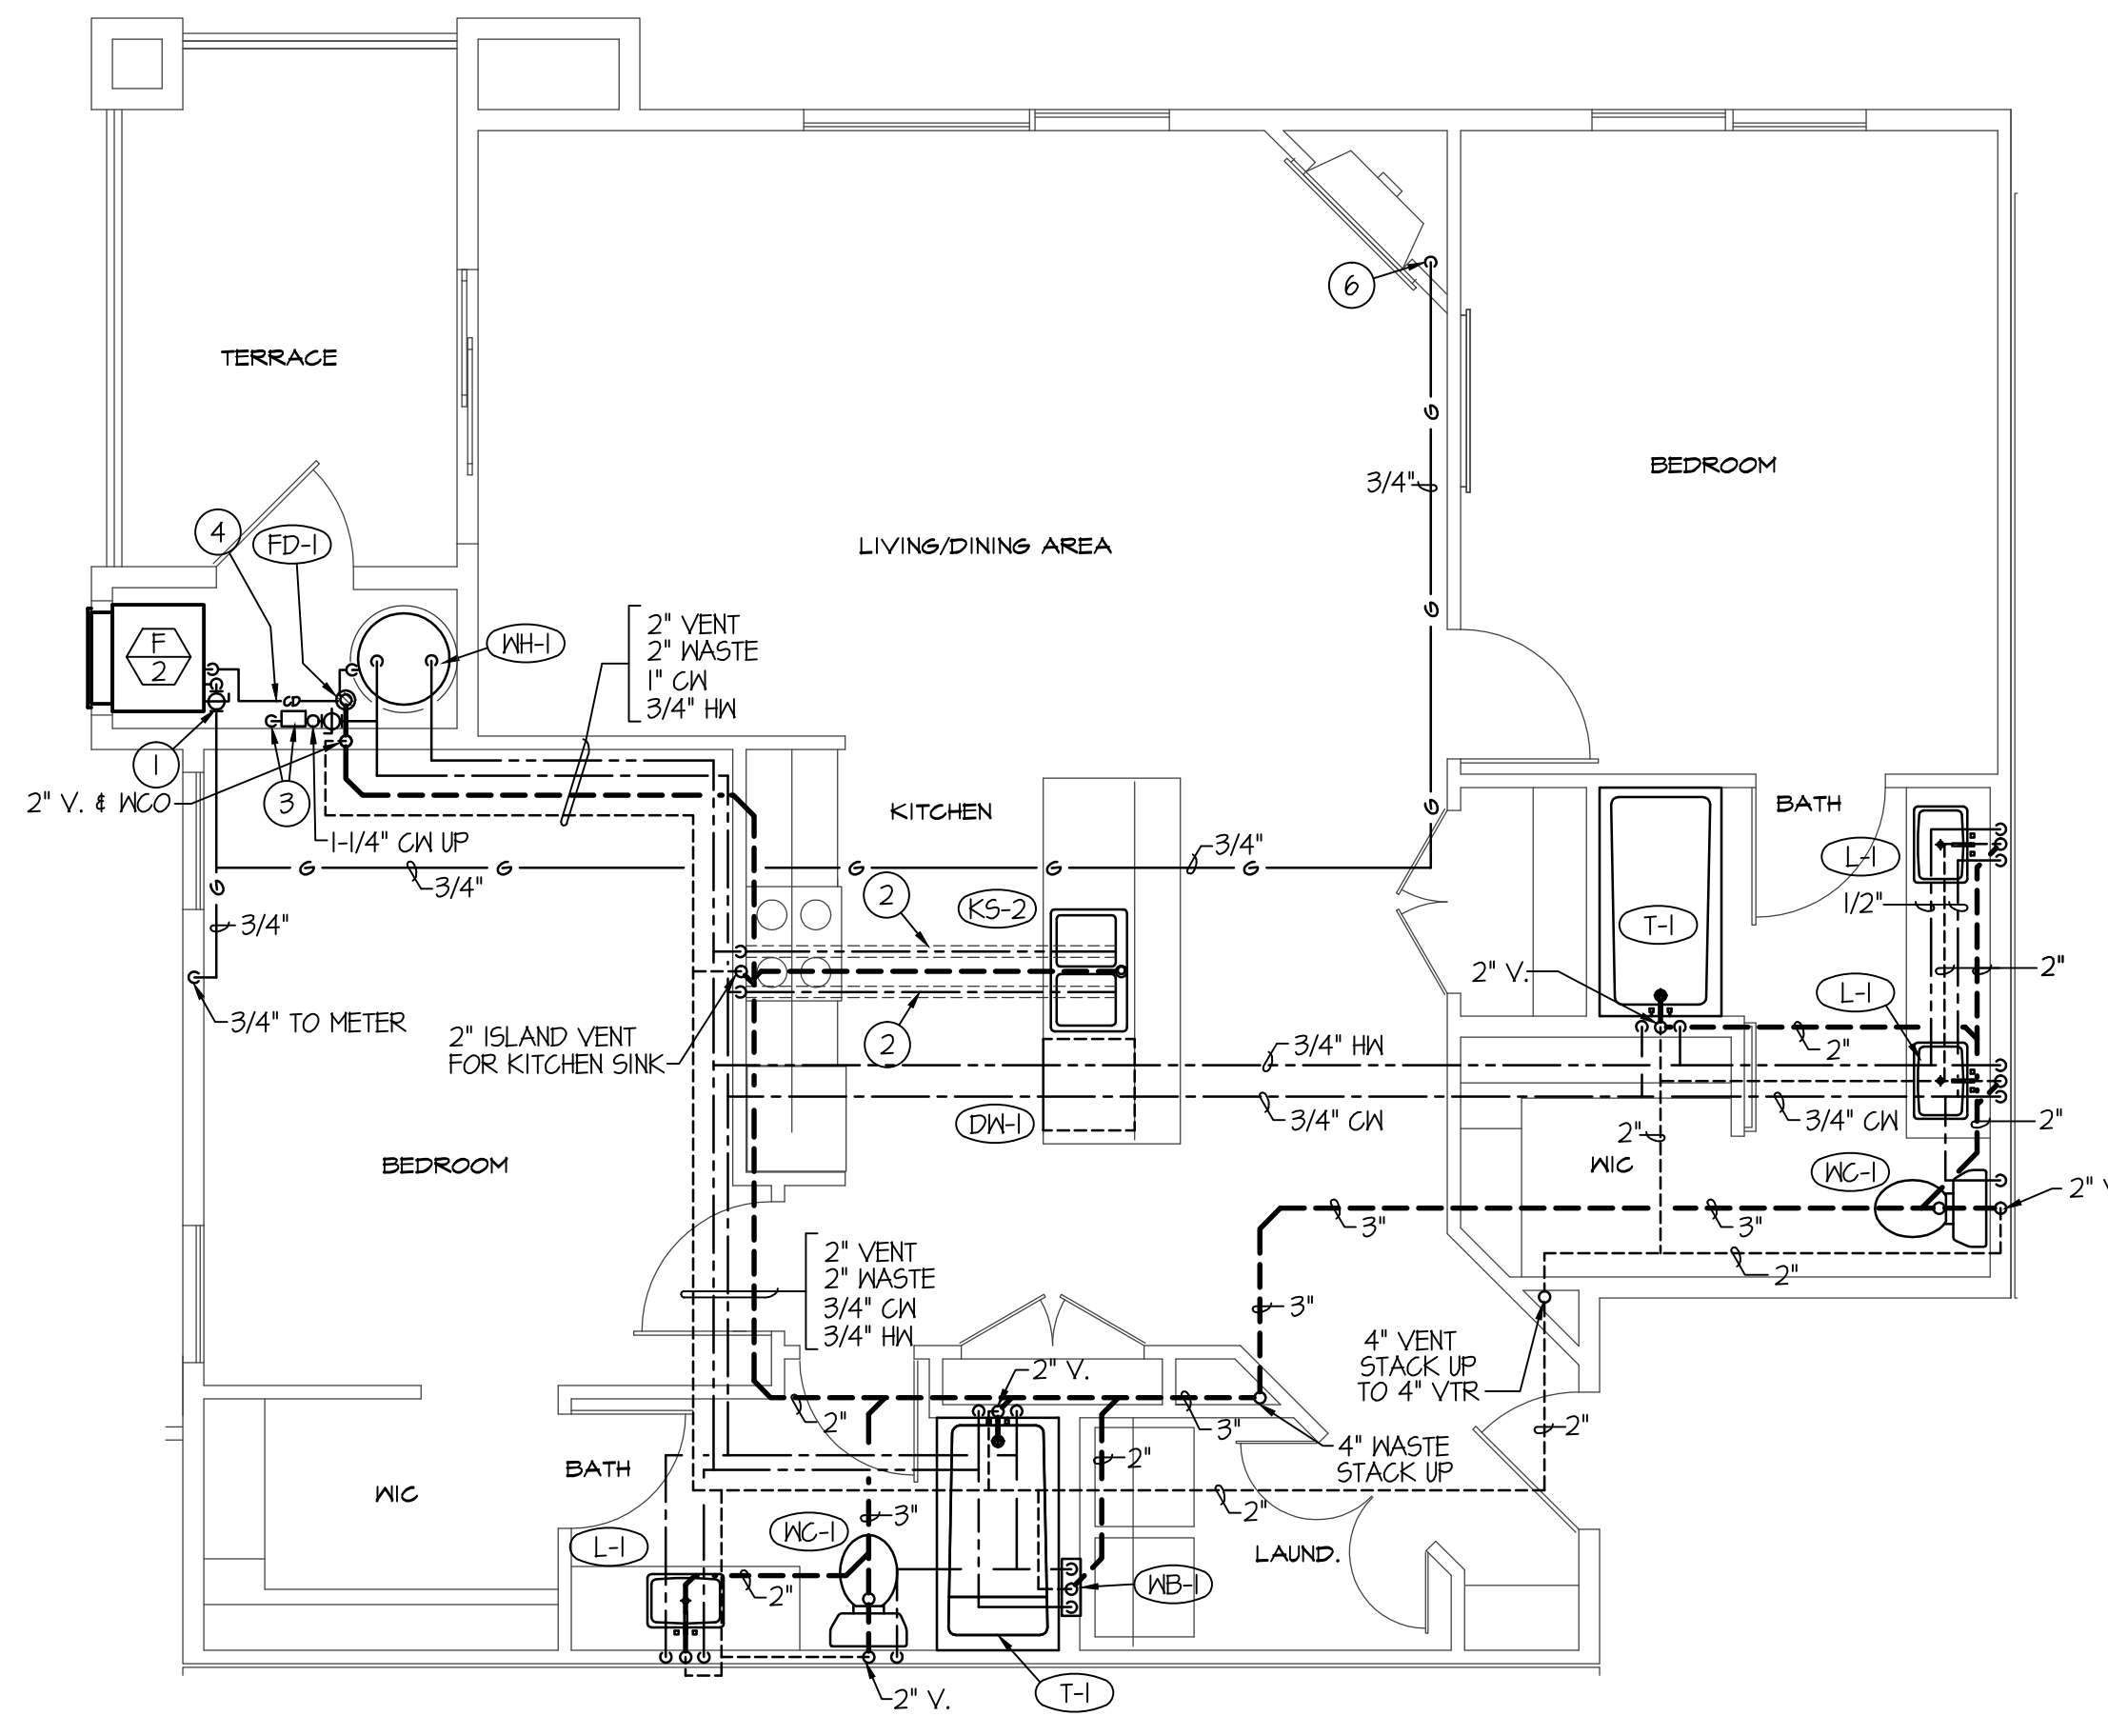 6
TERRACE
BEDROOM
3/4"
4
FD-1
LIVING/DINING AREA
G
G
G
F
2
WH-1
2" VENT
2" WASTE
1" CW
3/4" HW
CD
1
3
2" V. & WCO
1-1/4" CW UP
KITCHEN
BATH
G
G
G
G
G
G
3/4"
3/4"
3/4"
2
KS-2
L-1
1/2"
T-1
2" V.
2"
L-1
3/4" TO METER
2" ISLAND VENT
FOR KITCHEN SINK
2
3/4" HW
2"
DW-1
3/4" CW
3/4" CW
2"
2"
BEDROOM
WIC
WC-1
2" V
3"
3"
2" VENT
2" WASTE
3/4" CW
3/4" HW
2"
3"
4" VENT
STACK UP
TO 4" VTR
2" V.
2"
3"
2"
4" WASTE
STACK UP
2"
BATH
WIC
3"
2"
WC-1
L-1
LAUND.
WB-1
2"
T-1
2" V.